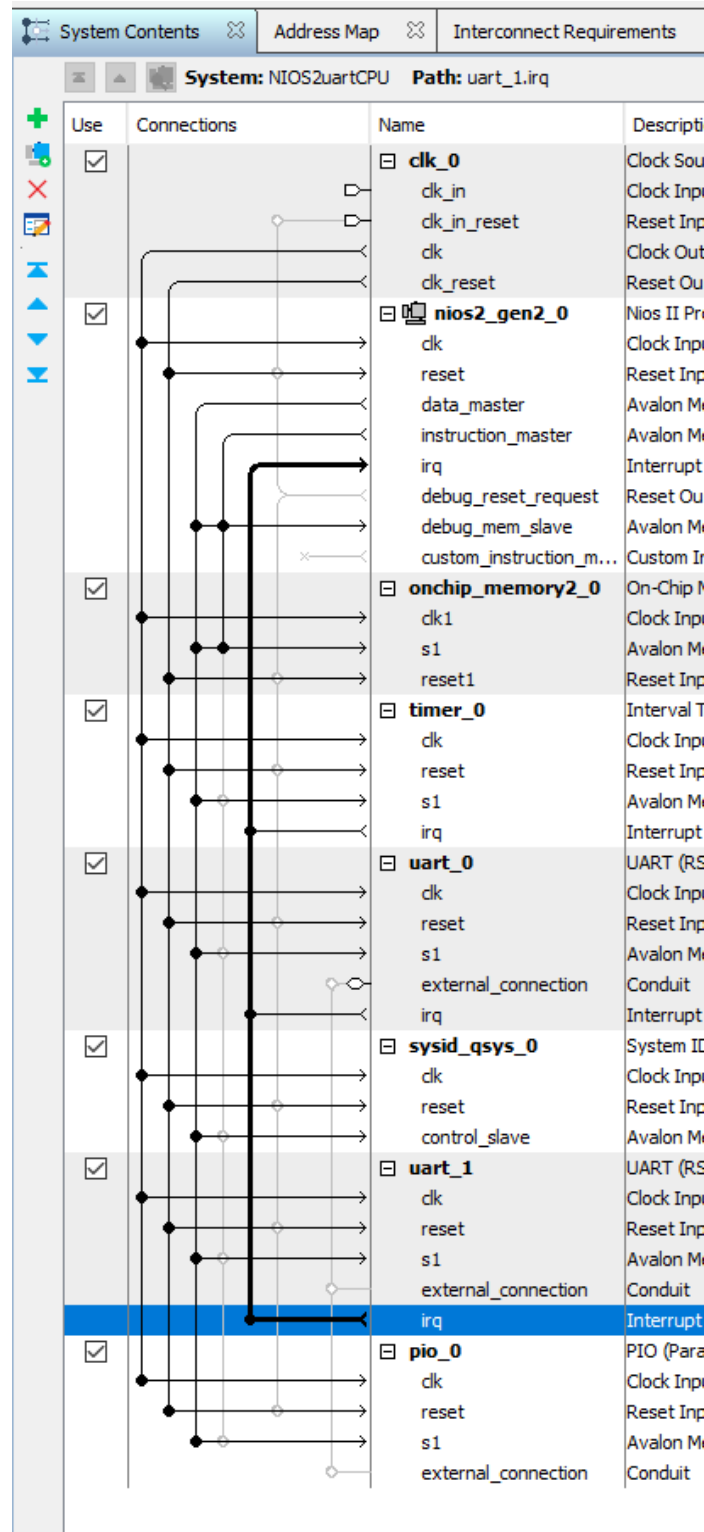 System Contents Address Map Interconnect Requirements
System: NIOS2uartCPU Path: uart_1.irq
Use Connections Name Descripti
clk_0 Clock Sou
clk_in Clock Inpu
clk_in_reset Reset Inp
clk Clock Out
clk_reset Reset Ou
nios2_gen2_0 Nios II Pro
clk Clock Inpu
reset Reset Inp
data_master Avalon Me
instruction_master Avalon Me
irq Interrupt
debug_reset_request Reset Ou
debug_mem_slave Avalon Me
custom_instruction_m... Custom In
onchip_memory2_0 On-Chip M
clk1 Clock Inpu
s1 Avalon Me
reset1 Reset Inp
timer_0 Interval T
clk Clock Inpu
reset Reset Inp
s1 Avalon Me
irq Interrupt
uart_0 UART (RS
clk Clock Inpu
reset Reset Inp
s1 Avalon Me
external_connection Conduit
irq Interrupt
sysid_qsys_0 System ID
clk Clock Inpu
reset Reset Inp
control_slave Avalon Me
uart_1 UART (RS
clk Clock Inpu
reset Reset Inp
s1 Avalon Me
external_connection Conduit
irq Interrupt
pio_0 PIO (Para
clk Clock Inpu
reset Reset Inp
s1 Avalon Me
external_connection Conduit